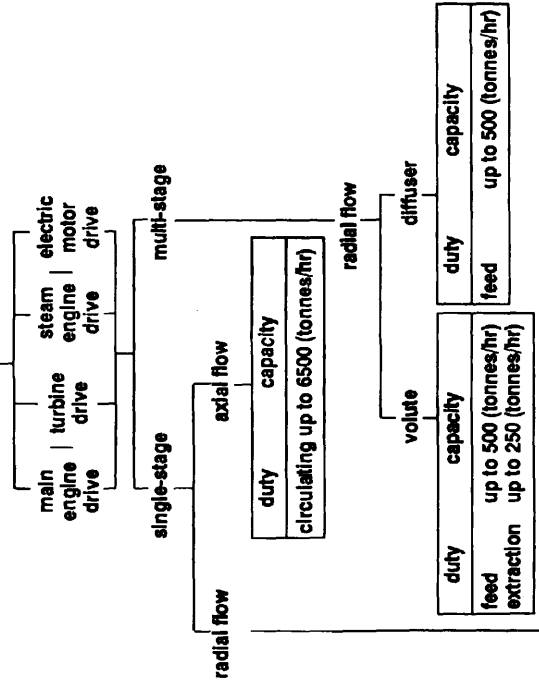 main
engine
drive
turbine
drive
steam
engine
drive
electric
motor
drive
single-stage
multi-stage
radial flow
axial flow
duty capacity
circulating up to 6500 (tonnes/hr)
radial flow
volute
diffuser
duty capacity
feed up to 500 (tonnes/hr)
extraction up to 250 (tonnes/hr)
duty capacity
feed up to 500 (tonnes/hr)